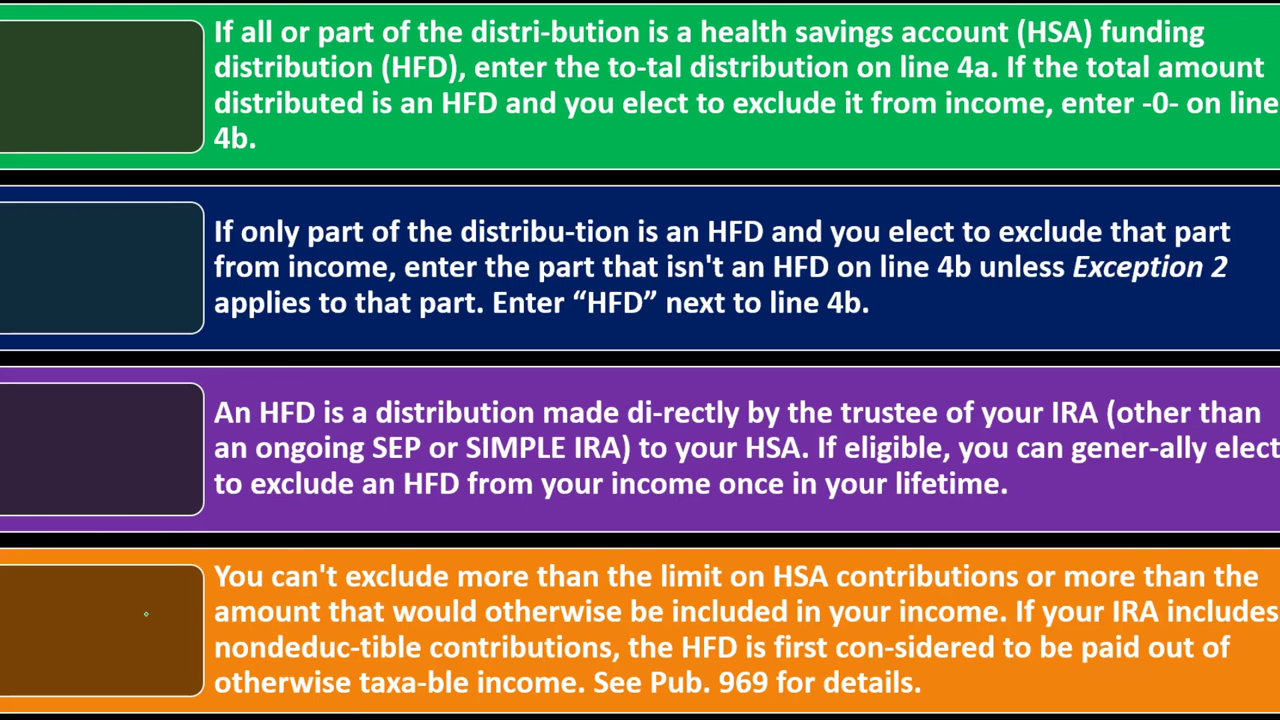 If all or part of the distri-bution is a health savings account (HSA) funding
distribution (HFD), enter the to-tal distribution on line 4a. If the total amount
distributed is an HFD and you elect to exclude it from income, enter -0- on line
4b.
If only part of the distribu-tion is an HFD and you elect to exclude that part
from income, enter the part that isn't an HFD on line 4b unless Exception 2
applies to that part. Enter “HFD” next to line 4b.
An HFD is a distribution made di-rectly by the trustee of your IRA (other than
an ongoing SEP or SIMPLE IRA) to your HSA. If eligible, you can gener-ally elect
to exclude an HFD from your income once in your lifetime.
You can't exclude more than the limit on HSA contributions or more than the
amount that would otherwise be included in your income. If your IRA includes
nondeduc-tible contributions, the HFD is first con-sidered to be paid out of
otherwise taxa-ble income. See Pub. 969 for details.